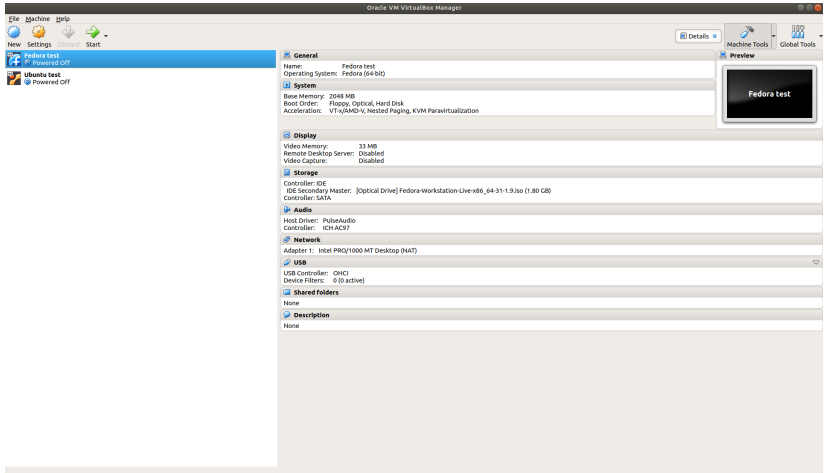 Oracle VM VirtualBox Manager
File Machine Help
New Settings Discard Start
Details
Machine Tools
Global Tools
Fedora test
Powered Off
Ubuntu test
Powered Off
General
Name: Fedora test
Operating System: Fedora (64-bit)
System
Base Memory: 2048 MB
Boot Order: Floppy, Optical, Hard Disk
Acceleration: VT-x/AMD-V, Nested Paging, KVM Paravirtualization
Preview
Fedora test
Display
Video Memory: 33 MB
Remote Desktop Server: Disabled
Video Capture: Disabled
Storage
Controller: IDE
IDE Secondary Master: [Optical Drive] Fedora-Workstation-Live-x86_64-31-1.9.iso (1.80 GB)
Controller: SATA
Audio
Host Driver: PulseAudio
Controller: ICH AC97
Network
Adapter 1: Intel PRO/1000 MT Desktop (NAT)
USB
USB Controller: OHCI
Device Filters: 0 (0 active)
Shared folders
None
Description
None